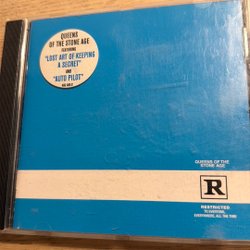 QUEENS
OF THE STONE AGE
FEATURING
"LOST ART OF KEEPING
A SECRET"
AND
"AUTO PILOT"
QUEENS OF THE
STONE AGE
R
RESTRICTED
TO EVERYONE,
EVERYWHERE, ALL THE TIME